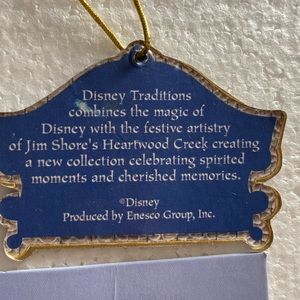 Disney Traditions
combines the magic of
Disney with the festive artistry
of Jim Shore's Heartwood Creek creating
a new collection celebrating spirited
moments and cherished memories.
©Disney
Produced by Enesco Group, Inc.